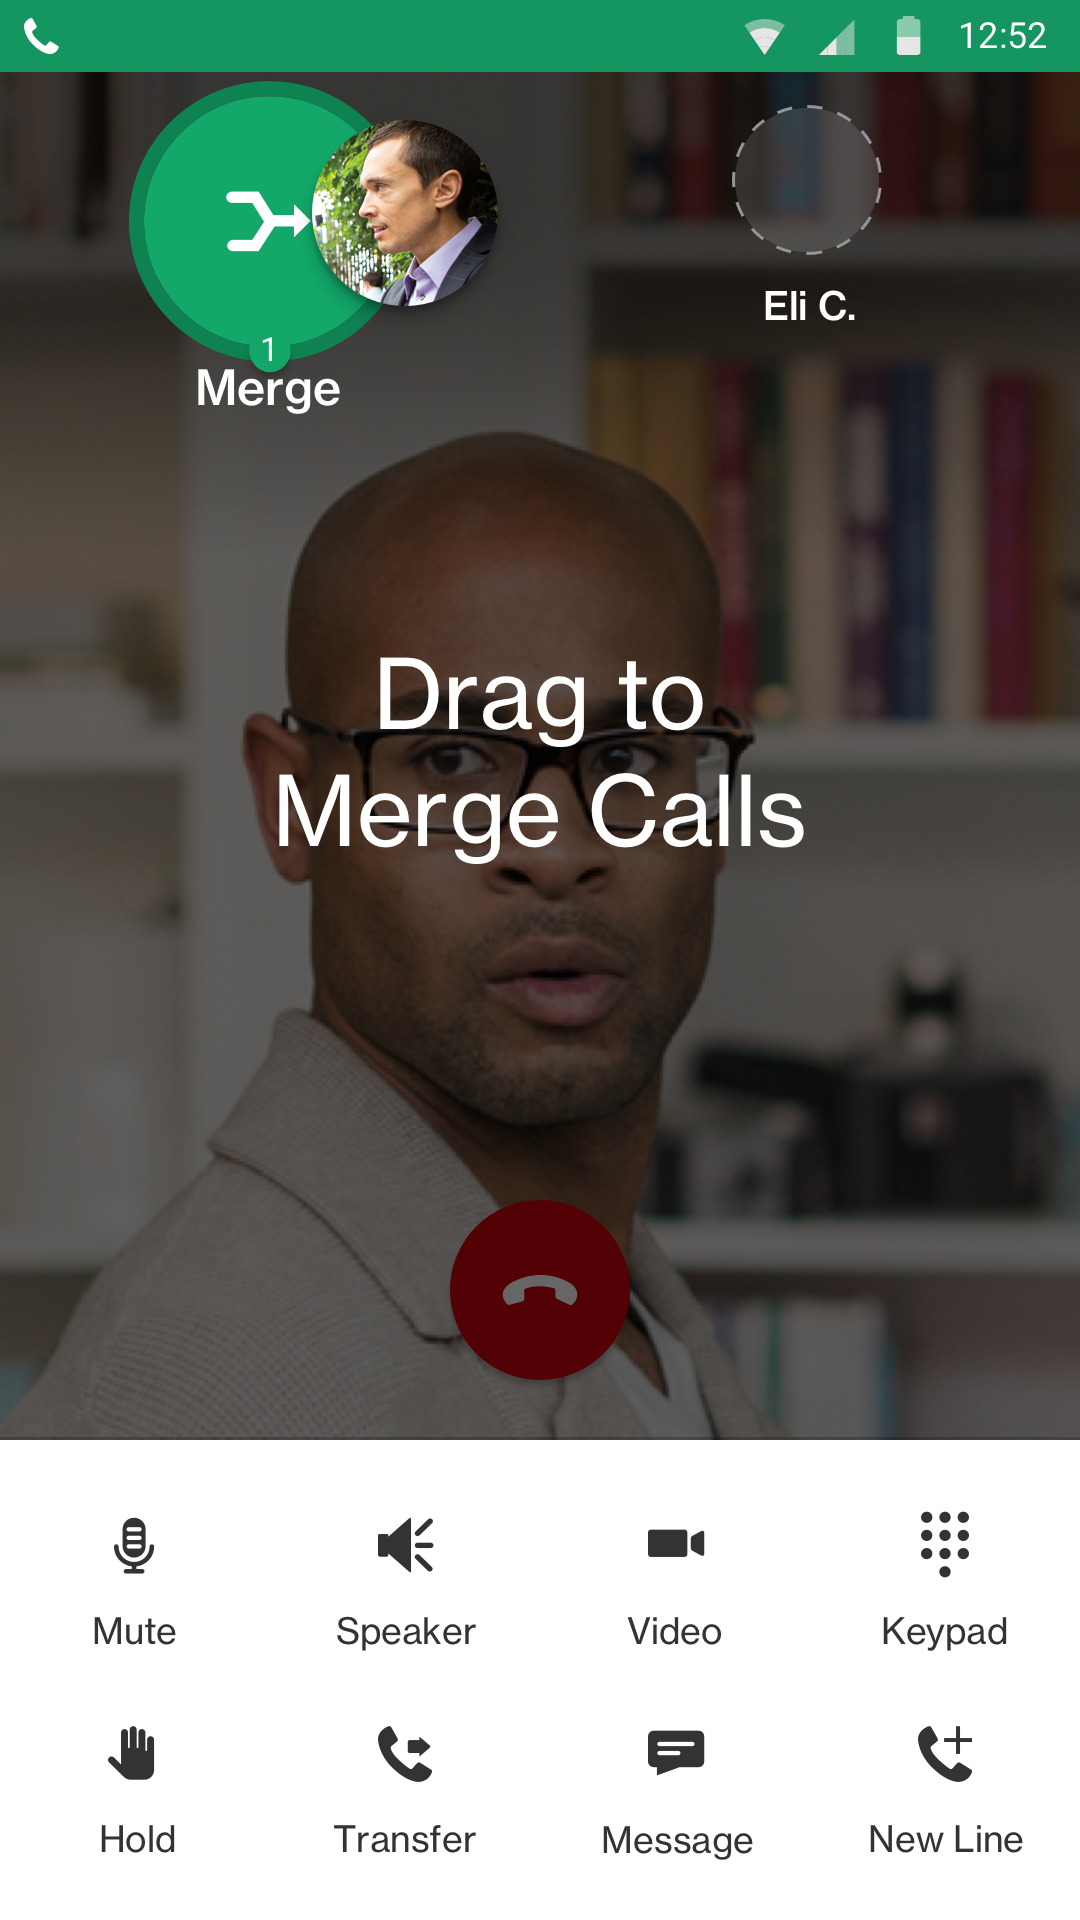 12:52
Eli C.
1
Merge
Drag to
Merge Calls
Mute
Speaker
Video
Keypad
Hold
Transfer
Message
New Line